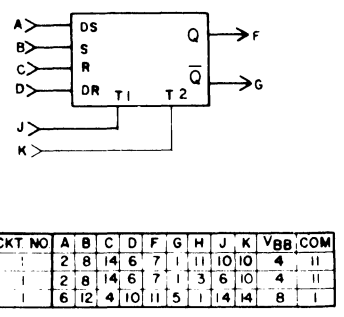 A DS Q F
B S
C R Q G
D DR T1 T2
J
K
CKT NO A B C D F G H J K VBB COM
1 2 8 14 6 7 1 11 10 10 4 11
1 2 8 14 6 7 1 3 6 10 4 11
1 6 12 4 10 11 5 1 14 14 8 1